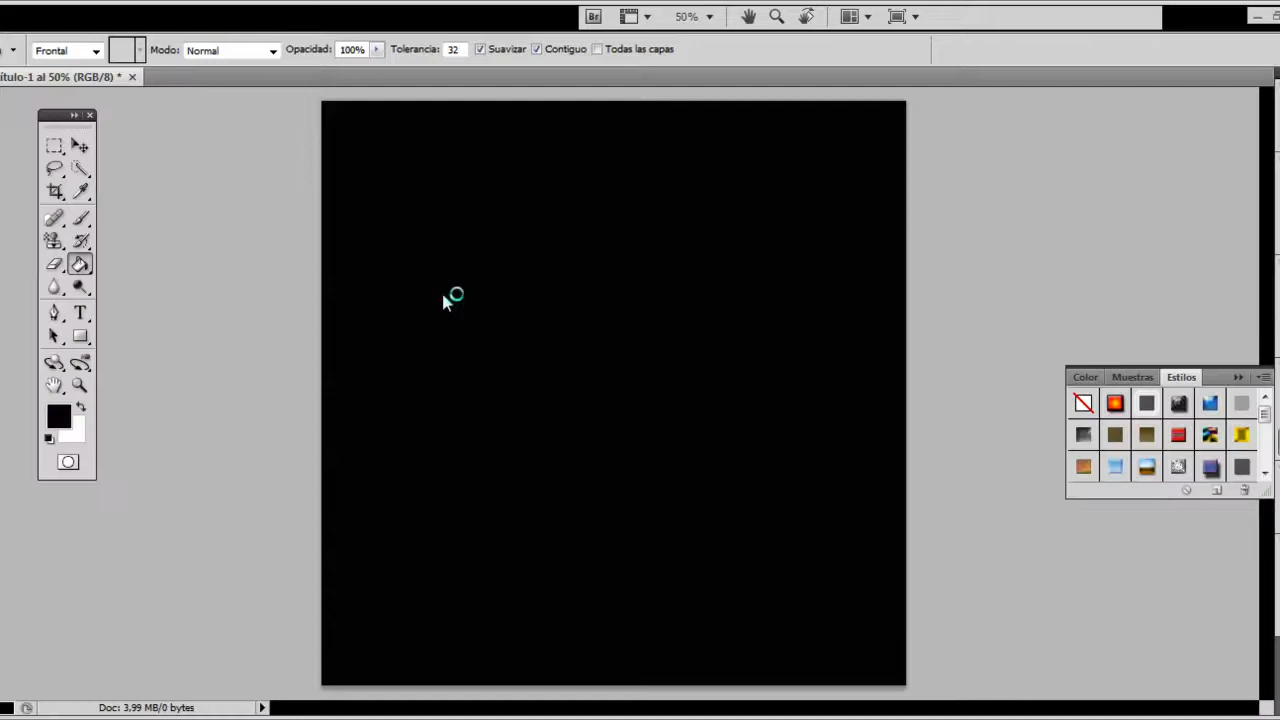 Br 50%
Frontal Modo: Normal Opacidad: 100% Tolerancia: 32 Suavizar Contiguo Todas las capas
ítulo-1 al 50% (RGB/8) *
T
Color Muestras Estilos
Doc: 3,99 MB/0 bytes